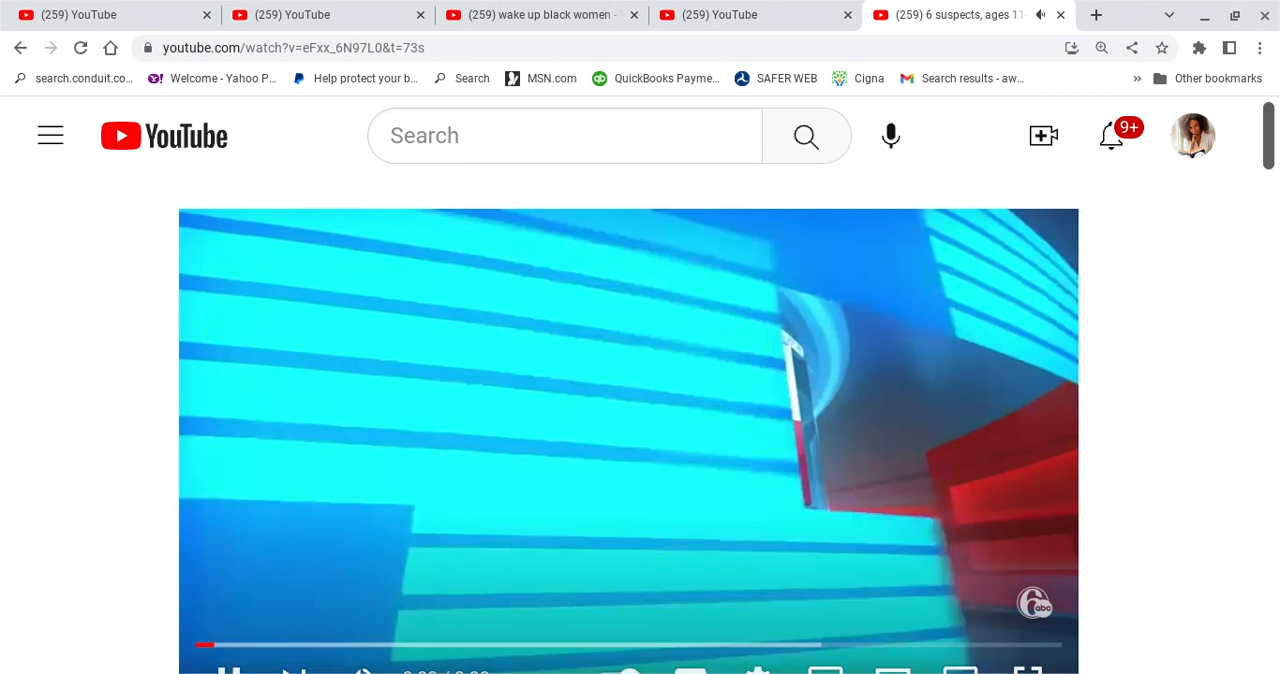 (259) YouTube
(259) YouTube
(259) wake up black women -
(259) YouTube
(259) 6 suspects, ages 11-
youtube.com/watch?v=eFxx_6N97L0&t=73s
search.conduit.co...
Welcome - Yahoo P...
Help protect your b...
Search
MSN.com
QuickBooks Payme...
SAFER WEB
Cigna
Search results - aw...
»
Other bookmarks
YouTube
Search
9+
6abc